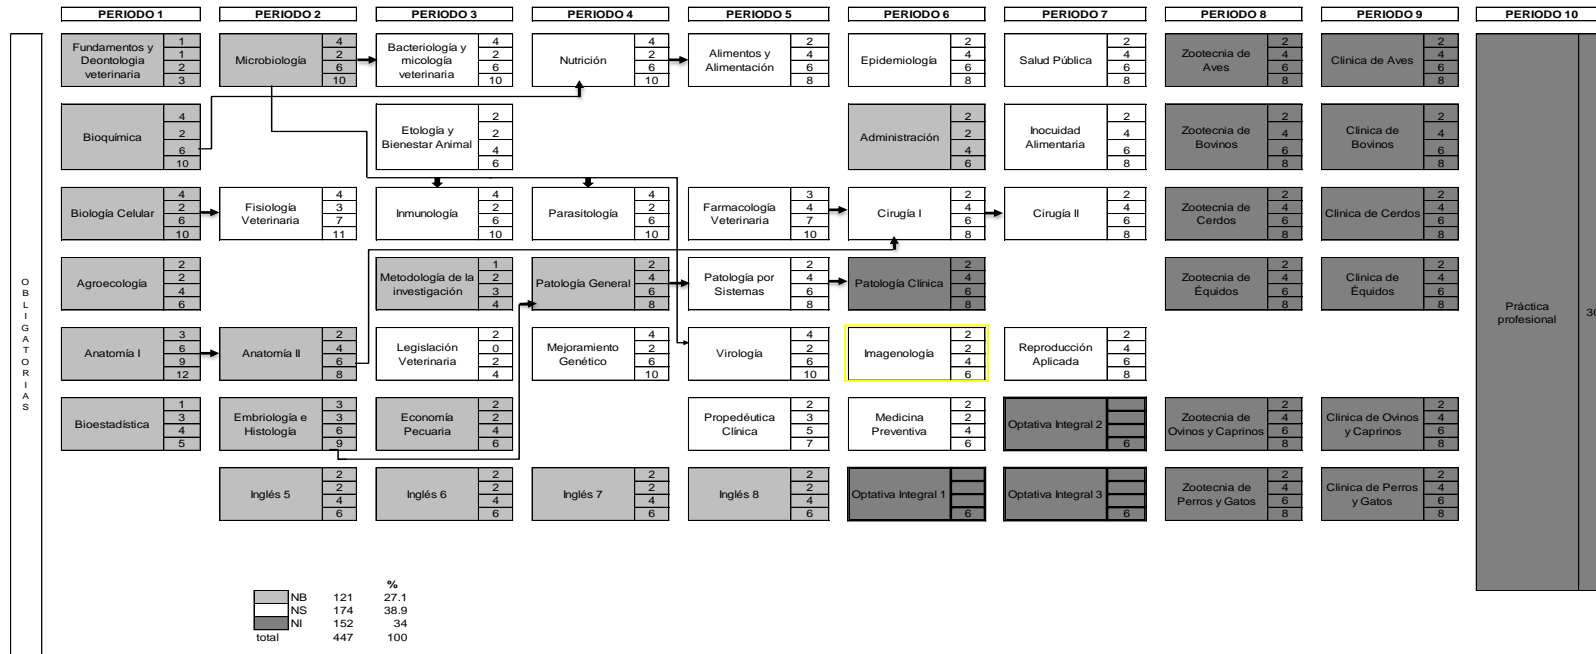 PERIODO 1 PERIODO 2 PERIODO 3 PERIODO 4 PERIODO 5 PERIODO 6 PERIODO 7 PERIODO 8 PERIODO 9 PERIODO 10
OBLIGATORIAS
Fundamentos y
Deontologia
veterinaria
1
1
2
3
Microbiología
4
2
6
10
Bacteriología y
micología
veterinaria
4
2
6
10
Nutrición
4
2
6
10
Alimentos y
Alimentación
2
4
6
8
Epidemiología
2
4
6
8
Salud Pública
2
4
6
8
Zootecnia de
Aves
2
4
6
8
Clinica de Aves
2
4
6
8
Bioquímica
4
2
6
10
Etología y
Bienestar Animal
2
2
4
6
Administración
2
2
4
6
Inocuidad
Alimentaria
2
4
6
8
Zootecnia de
Bovinos
2
4
6
8
Clinica de
Bovinos
2
4
6
8
Biología Celular
4
2
6
10
Fisiología
Veterinaria
4
3
7
11
Inmunología
4
2
6
10
Parasitología
4
2
6
10
Farmacología
Veterinaria
3
4
7
10
Cirugía I
2
4
6
8
Cirugía II
2
4
6
8
Zootecnia de
Cerdos
2
4
6
8
Clinica de Cerdos
2
4
6
8
Agroecología
2
2
4
6
Metodología de la
investigación
1
2
3
4
Patología General
2
4
6
8
Patología por
Sistemas
2
4
6
8
Patología Clínica
2
4
6
8
Zootecnia de
Équidos
2
4
6
8
Clínica de
Équidos
2
4
6
8
Anatomía I
3
6
9
12
Anatomía II
2
4
6
8
Legislación
Veterinaria
2
0
2
4
Mejoramiento
Genético
4
2
6
10
Virología
4
2
6
10
Imagenología
2
2
4
6
Reproducción
Aplicada
2
4
6
8
Bioestadística
1
3
4
5
Embriología e
Histología
3
3
6
9
Economía
Pecuaria
2
2
4
6
Propedéutica
Clínica
2
3
5
7
Medicina
Preventiva
2
2
4
6
Optativa Integral 2
6
Zootecnia de
Ovinos y Caprinos
2
4
6
8
Clinica de Ovinos
y Caprinos
2
4
6
8
Inglés 5
2
2
4
6
Inglés 6
2
2
4
6
Inglés 7
2
2
4
6
Inglés 8
2
2
4
6
Optativa Integral 1
6
Optativa Integral 3
6
Zootecnia de
Perros y Gatos
2
4
6
8
Clinica de Perros
y Gatos
2
4
6
8
Práctica
profesional
30
%
NB 121 27.1
NS 174 38.9
NI 152 34
total 447 100